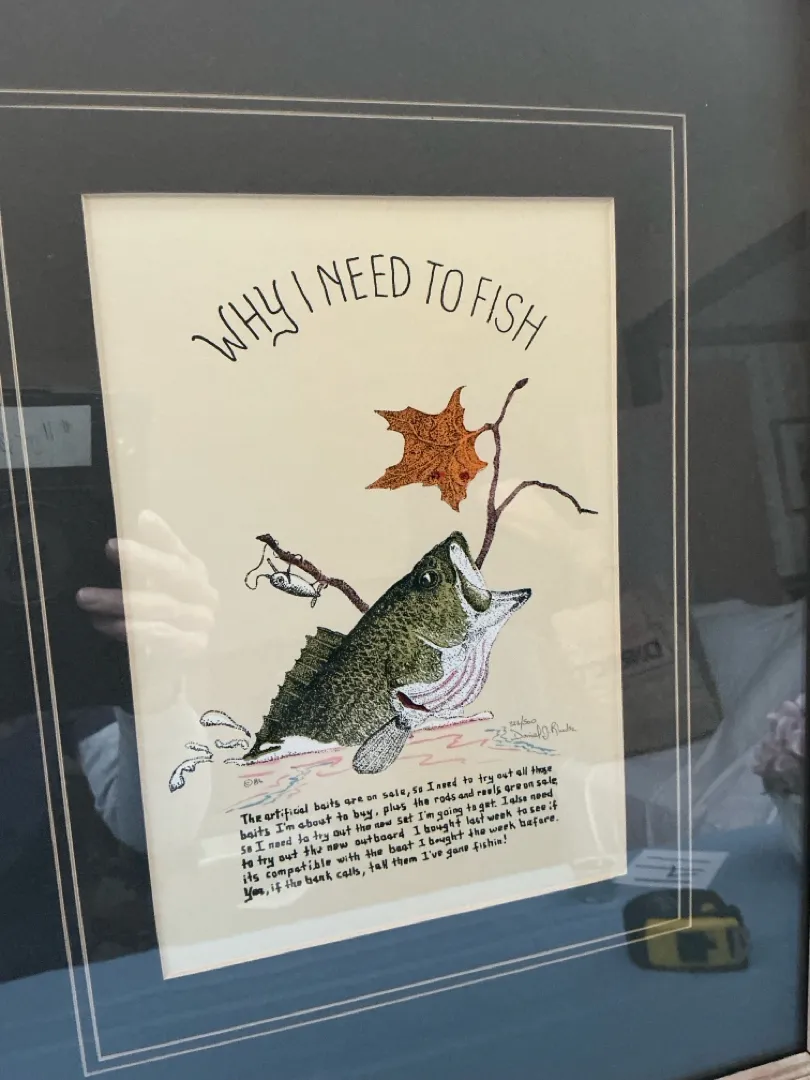 WHY I NEED TO FISH
©86
The artificial baits are on sale, so I need to try out all those
baits I'm about to buy, plus the rods and reels are on sale,
so I need to try out the new set I'm going to get. I also need
to try out the new outboard I bought last week to see if
its compatible with the boat I bought the week before.
Yes, if the bank calls, tell them I've gone fishin!